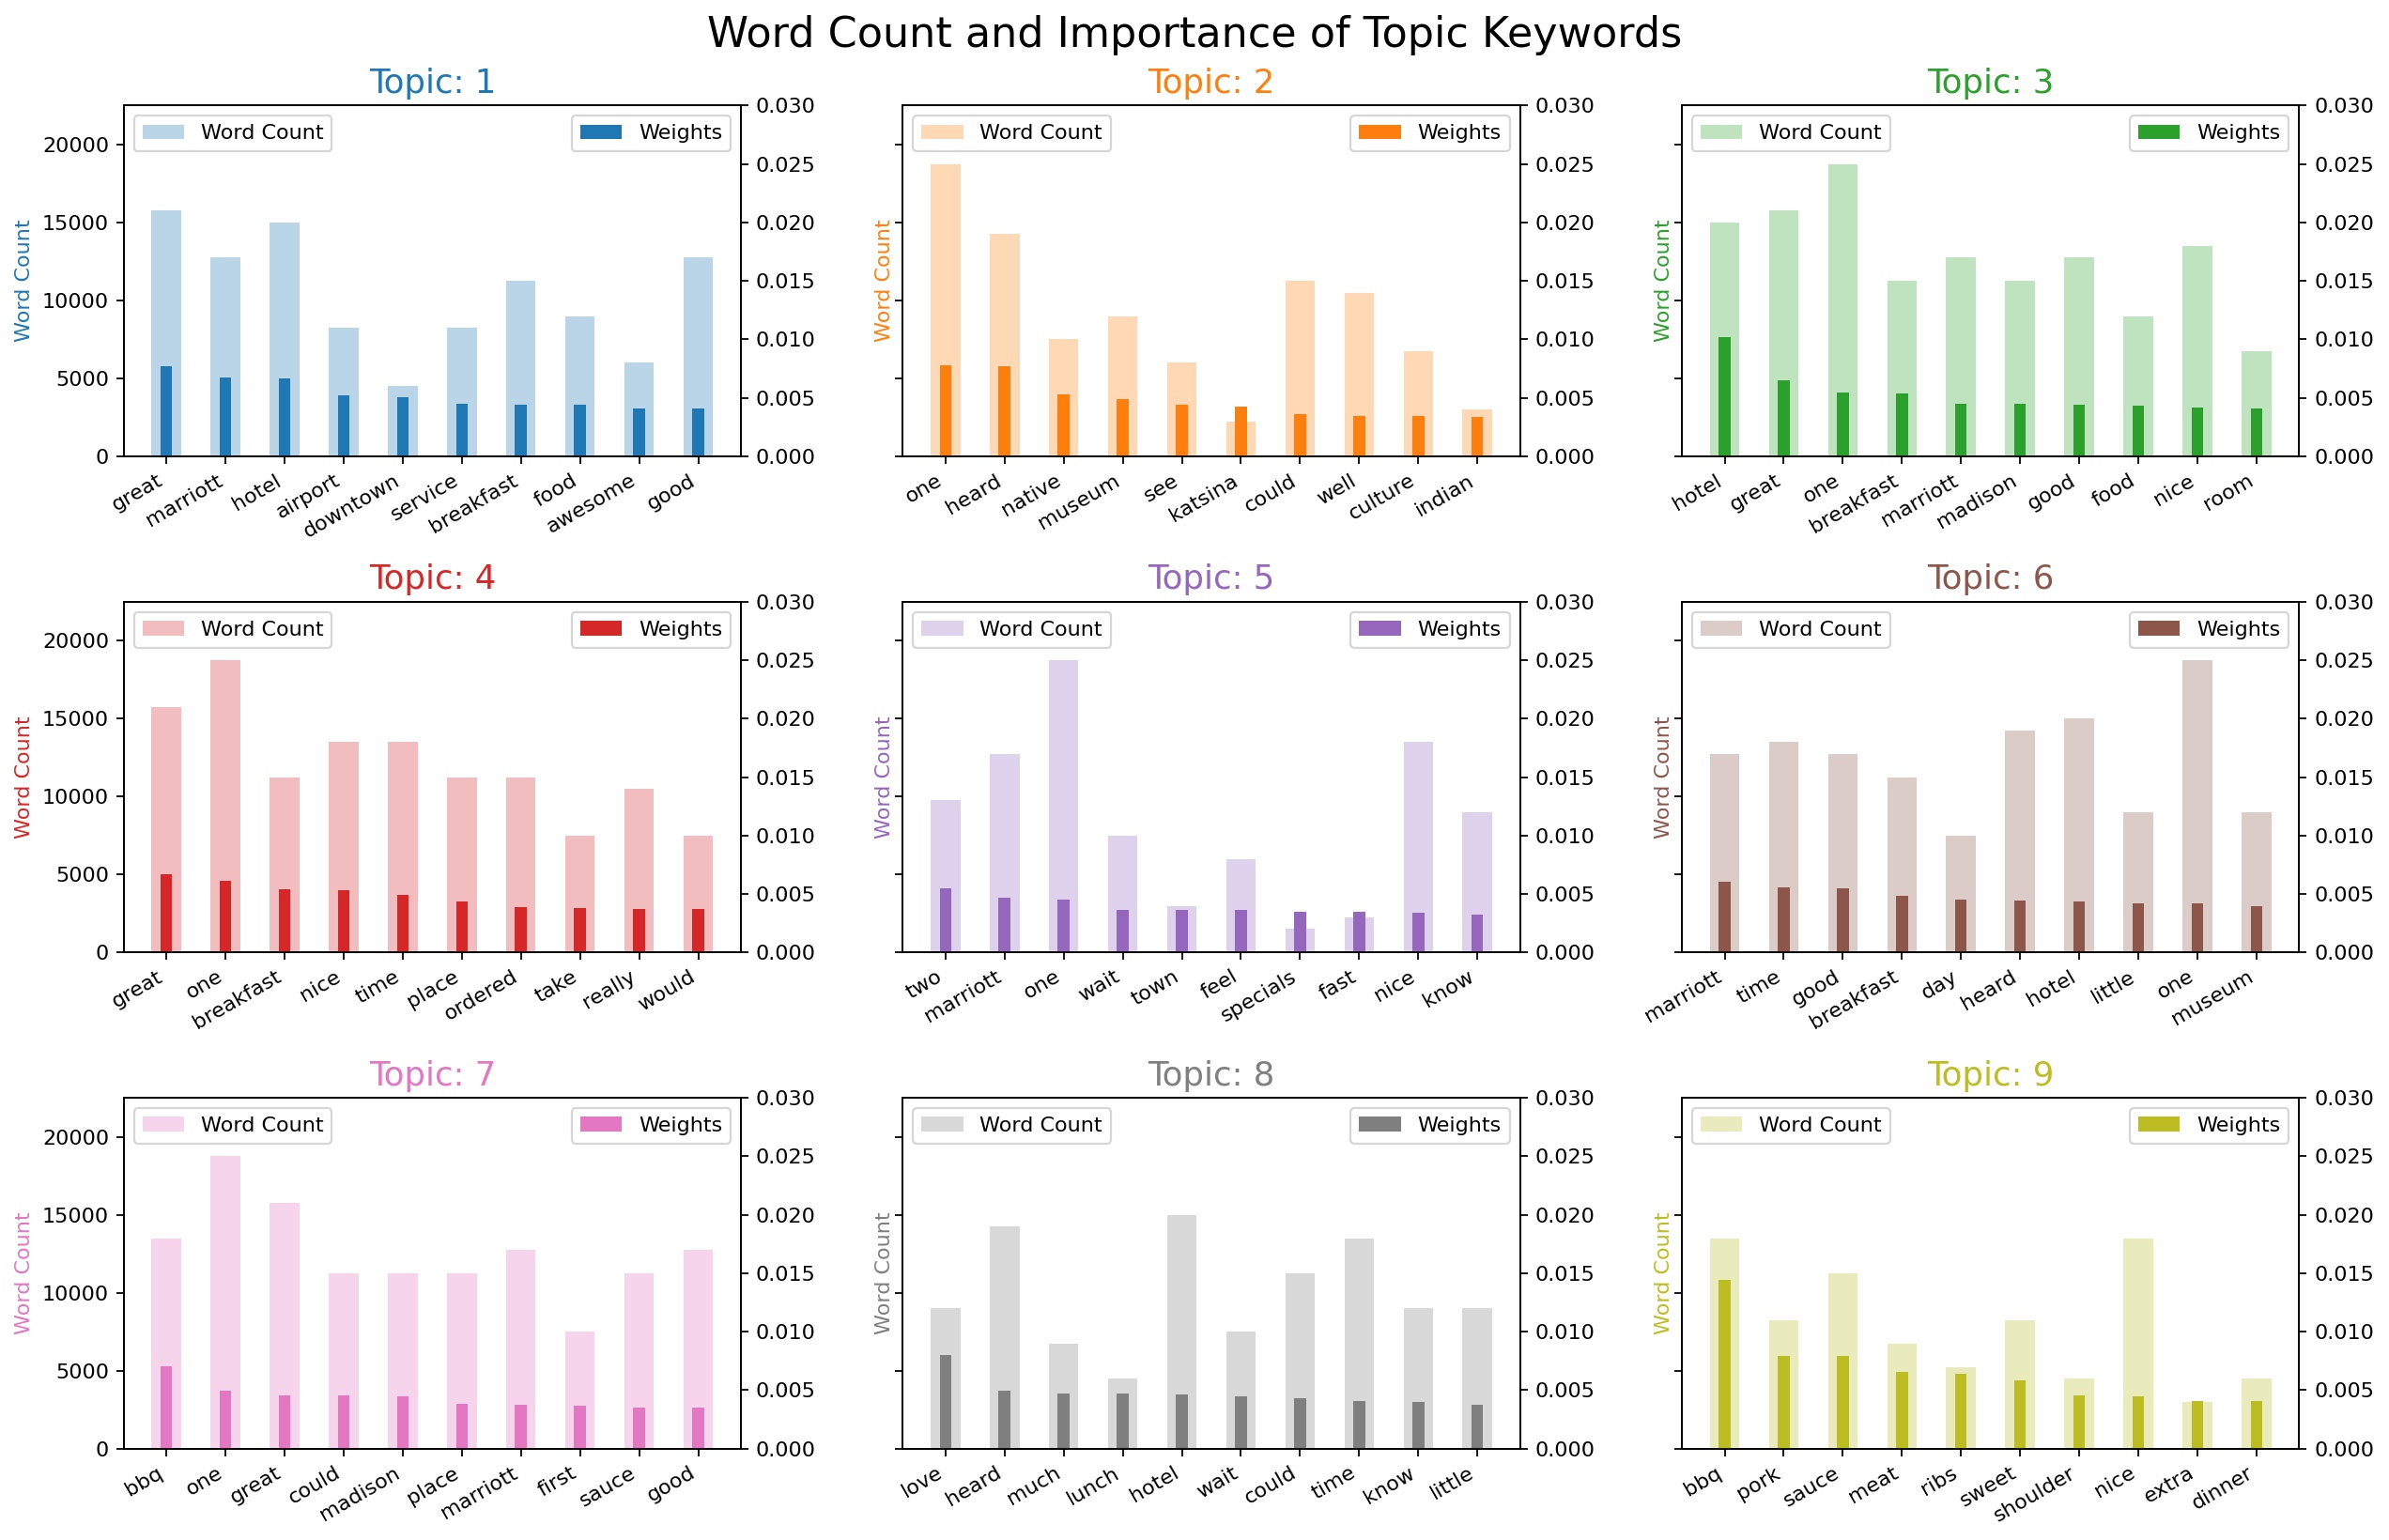 Word Count and Importance of Topic Keywords
Topic: 1
Word Count
Weights
Word Count
20000
15000
10000
5000
0
0.030
0.025
0.020
0.015
0.010
0.005
0.000
great marriott hotel airport downtown service breakfast food awesome good
Topic: 2
Word Count
Weights
Word Count
0.030
0.025
0.020
0.015
0.010
0.005
0.000
one heard native museum see katsina could well culture indian
Topic: 3
Word Count
Weights
Word Count
0.030
0.025
0.020
0.015
0.010
0.005
0.000
hotel great one breakfast marriott madison good food nice room
Topic: 4
Word Count
Weights
Word Count
20000
15000
10000
5000
0
0.030
0.025
0.020
0.015
0.010
0.005
0.000
great one breakfast nice time place ordered take really would
Topic: 5
Word Count
Weights
Word Count
0.030
0.025
0.020
0.015
0.010
0.005
0.000
two marriott one wait town feel specials fast nice know
Topic: 6
Word Count
Weights
Word Count
0.030
0.025
0.020
0.015
0.010
0.005
0.000
marriott time good breakfast day heard hotel little one museum
Topic: 7
Word Count
Weights
Word Count
20000
15000
10000
5000
0
0.030
0.025
0.020
0.015
0.010
0.005
0.000
bbq one great could madison place marriott first sauce good
Topic: 8
Word Count
Weights
Word Count
0.030
0.025
0.020
0.015
0.010
0.005
0.000
love heard much lunch hotel wait could time know little
Topic: 9
Word Count
Weights
Word Count
0.030
0.025
0.020
0.015
0.010
0.005
0.000
bbq pork sauce meat ribs sweet shoulder nice extra dinner